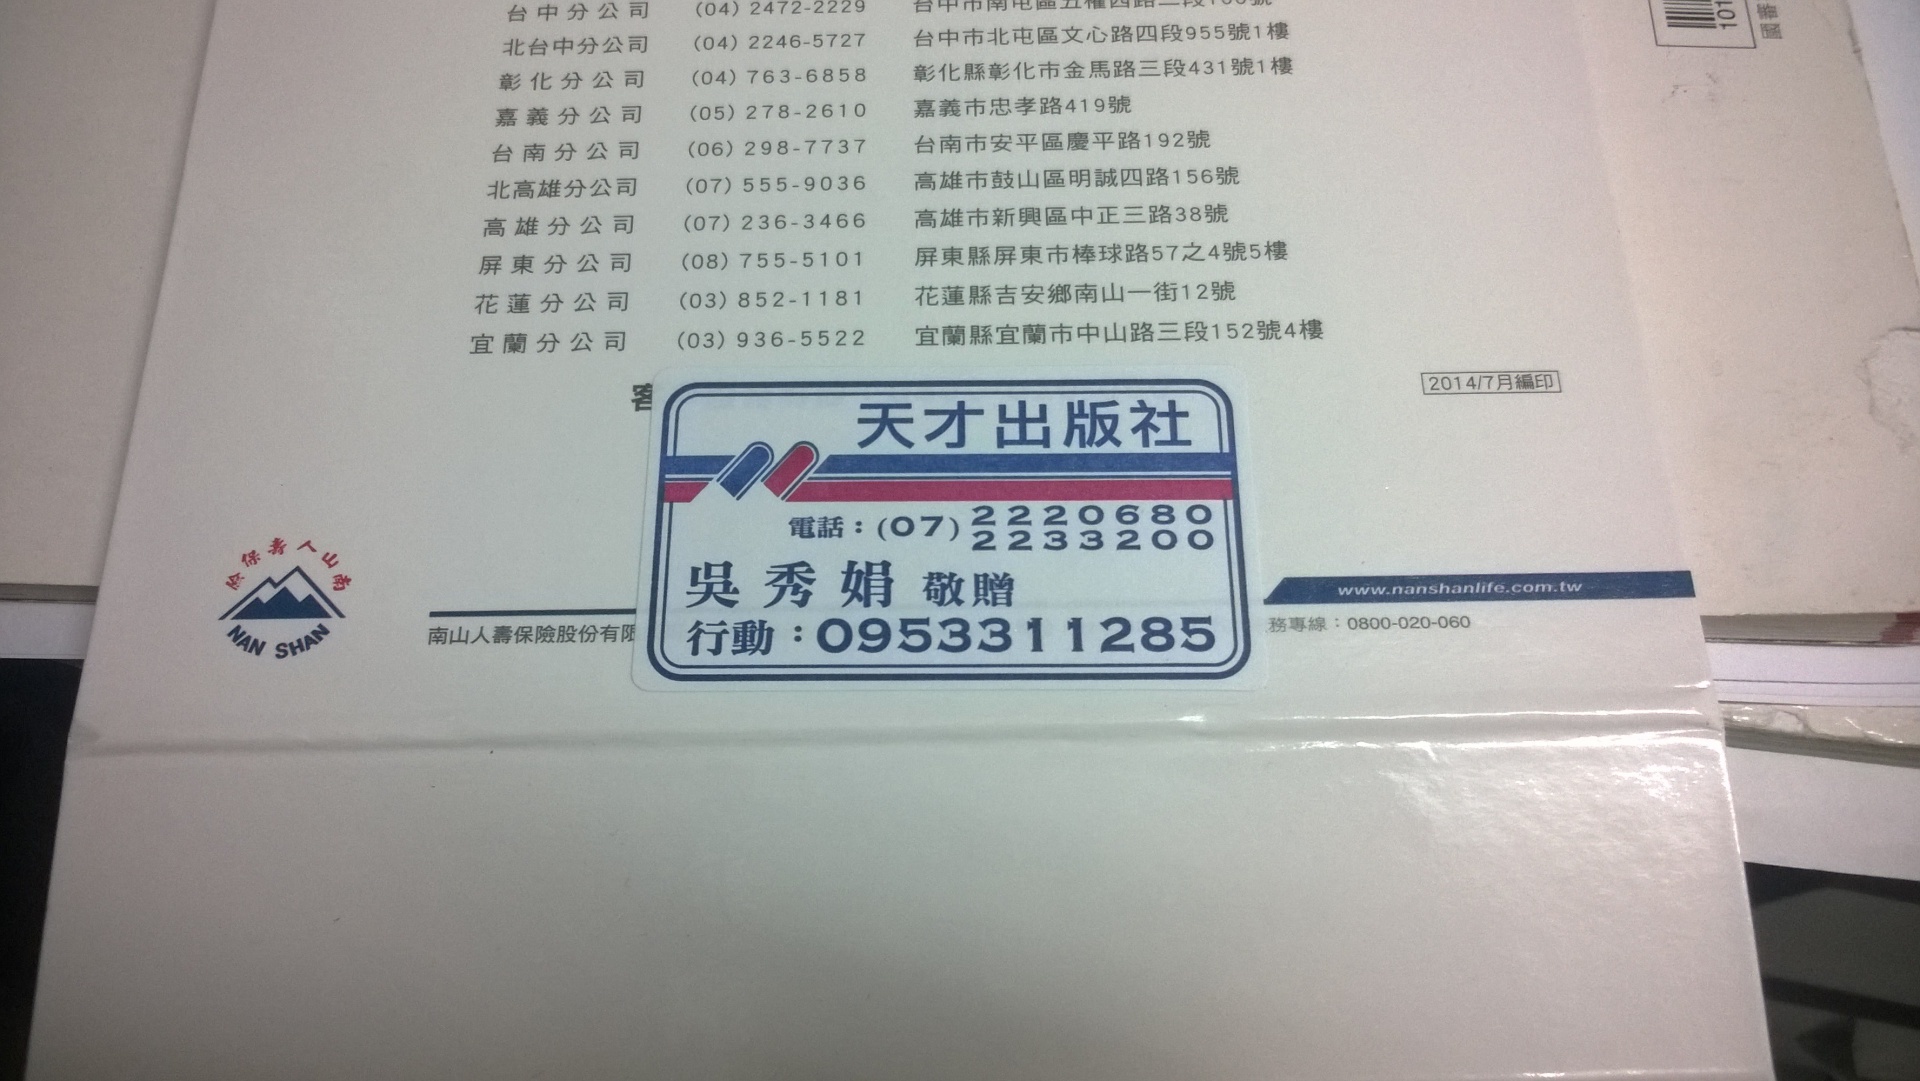 台中分公司 (04) 2472-2229
北台中分公司 (04) 2246-5727 台中市北屯區文心路四段955號1樓
彰化分公司 (04) 763-6858 彰化縣彰化市金馬路三段431號1樓
嘉義分公司 (05) 278-2610 嘉義市忠孝路419號
台南分公司 (06) 298-7737 台南市安平區慶平路192號
北高雄分公司 (07) 555-9036 高雄市鼓山區明誠四路156號
高雄分公司 (07) 236-3466 高雄市新興區中正三路38號
屏東分公司 (08) 755-5101 屏東縣屏東市棒球路57之4號5樓
花蓮分公司 (03) 852-1181 花蓮縣吉安鄉南山一街12號
宜蘭分公司 (03) 936-5522 宜蘭縣宜蘭市中山路三段152號4樓
客
2014/7月編印
天才出版社
電話：(07) 2220680
2233200
吳秀娟 敬贈
行動：0953311285
南山人壽保險
NAN SHAN
www.nanshanlife.com.tw
南山人壽保險股份有限
務專線：0800-020-060
101